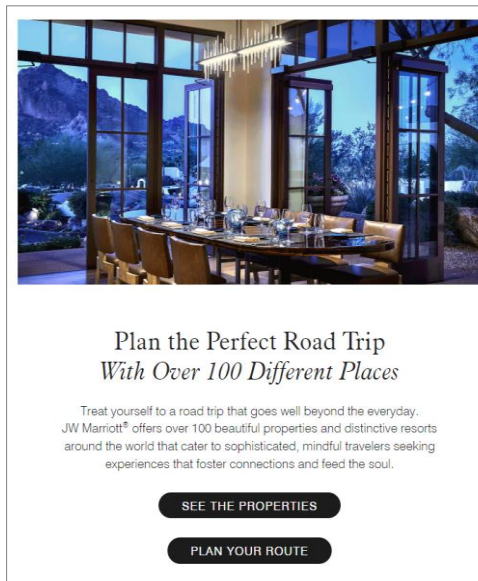 Plan the Perfect Road Trip
With Over 100 Different Places
Treat yourself to a road trip that goes well beyond the everyday.
JW Marriott® offers over 100 beautiful properties and distinctive resorts
around the world that cater to sophisticated, mindful travelers seeking
experiences that foster connections and feed the soul.
SEE THE PROPERTIES
PLAN YOUR ROUTE